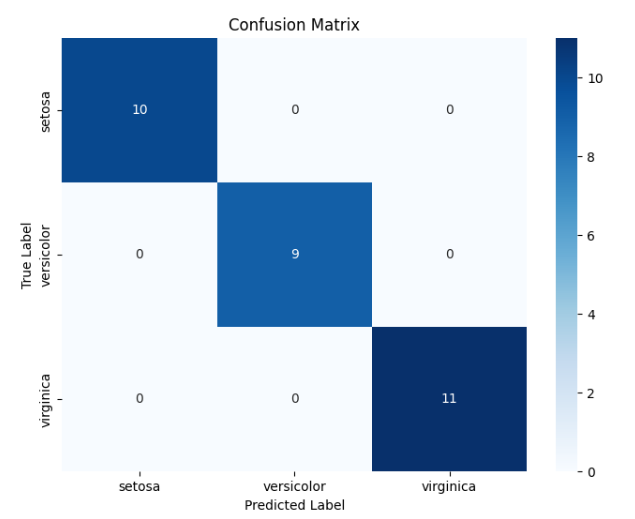 Confusion Matrix
setosa
10 0 0
10
8
True Label
versicolor
0 9 0
6
4
virginica
0 0 11
2
0
setosa versicolor virginica
Predicted Label